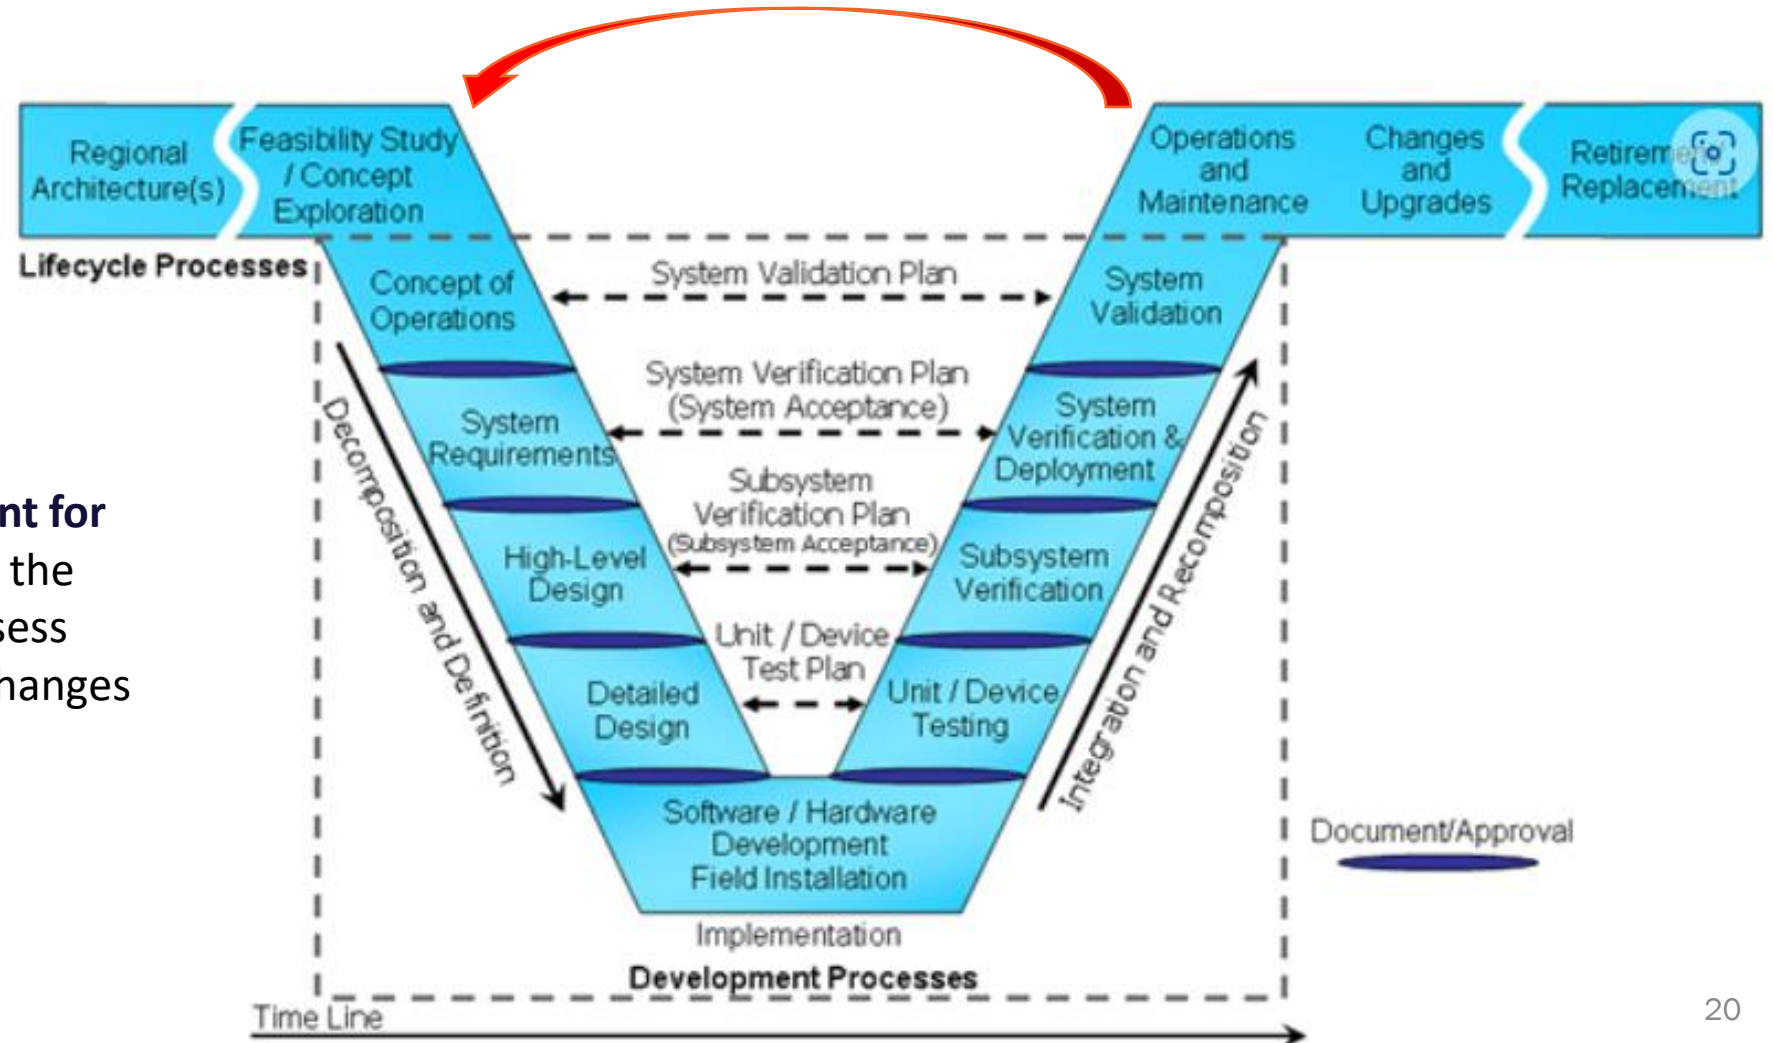 Regional
Architecture(s)
Feasibility Study
/ Concept
Exploration
Operations
and
Maintenance
Changes
and
Upgrades
Retirement
Replacement
Lifecycle Processes
Concept of
Operations
System Validation Plan
System
Validation
System Verification Plan
(System Acceptance)
System
Requirements
System
Verification &
Deployment
Decomposition and Definition
Integration and Recomposition
Subsystem
Verification Plan
(Subsystem Acceptance)
High-Level
Design
Subsystem
Verification
nt for
the
sess
hanges
Unit / Device
Test Plan
Detailed
Design
Unit / Device
Testing
Software / Hardware
Development
Field Installation
Document/Approval
Implementation
Development Processes
Time Line
20